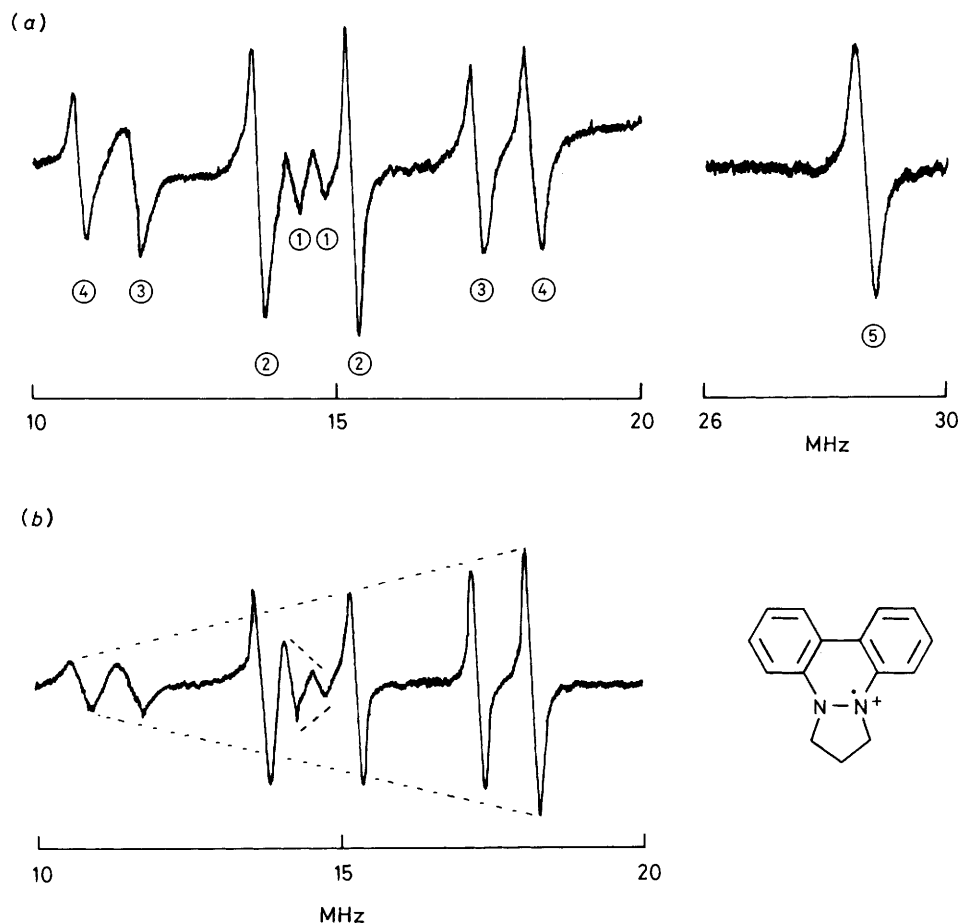 (a)
① ①
④ ③ ③ ④
② ② ⑤
10 15 20 26 30
MHz
(b)
N – N +
10 15 20
MHz